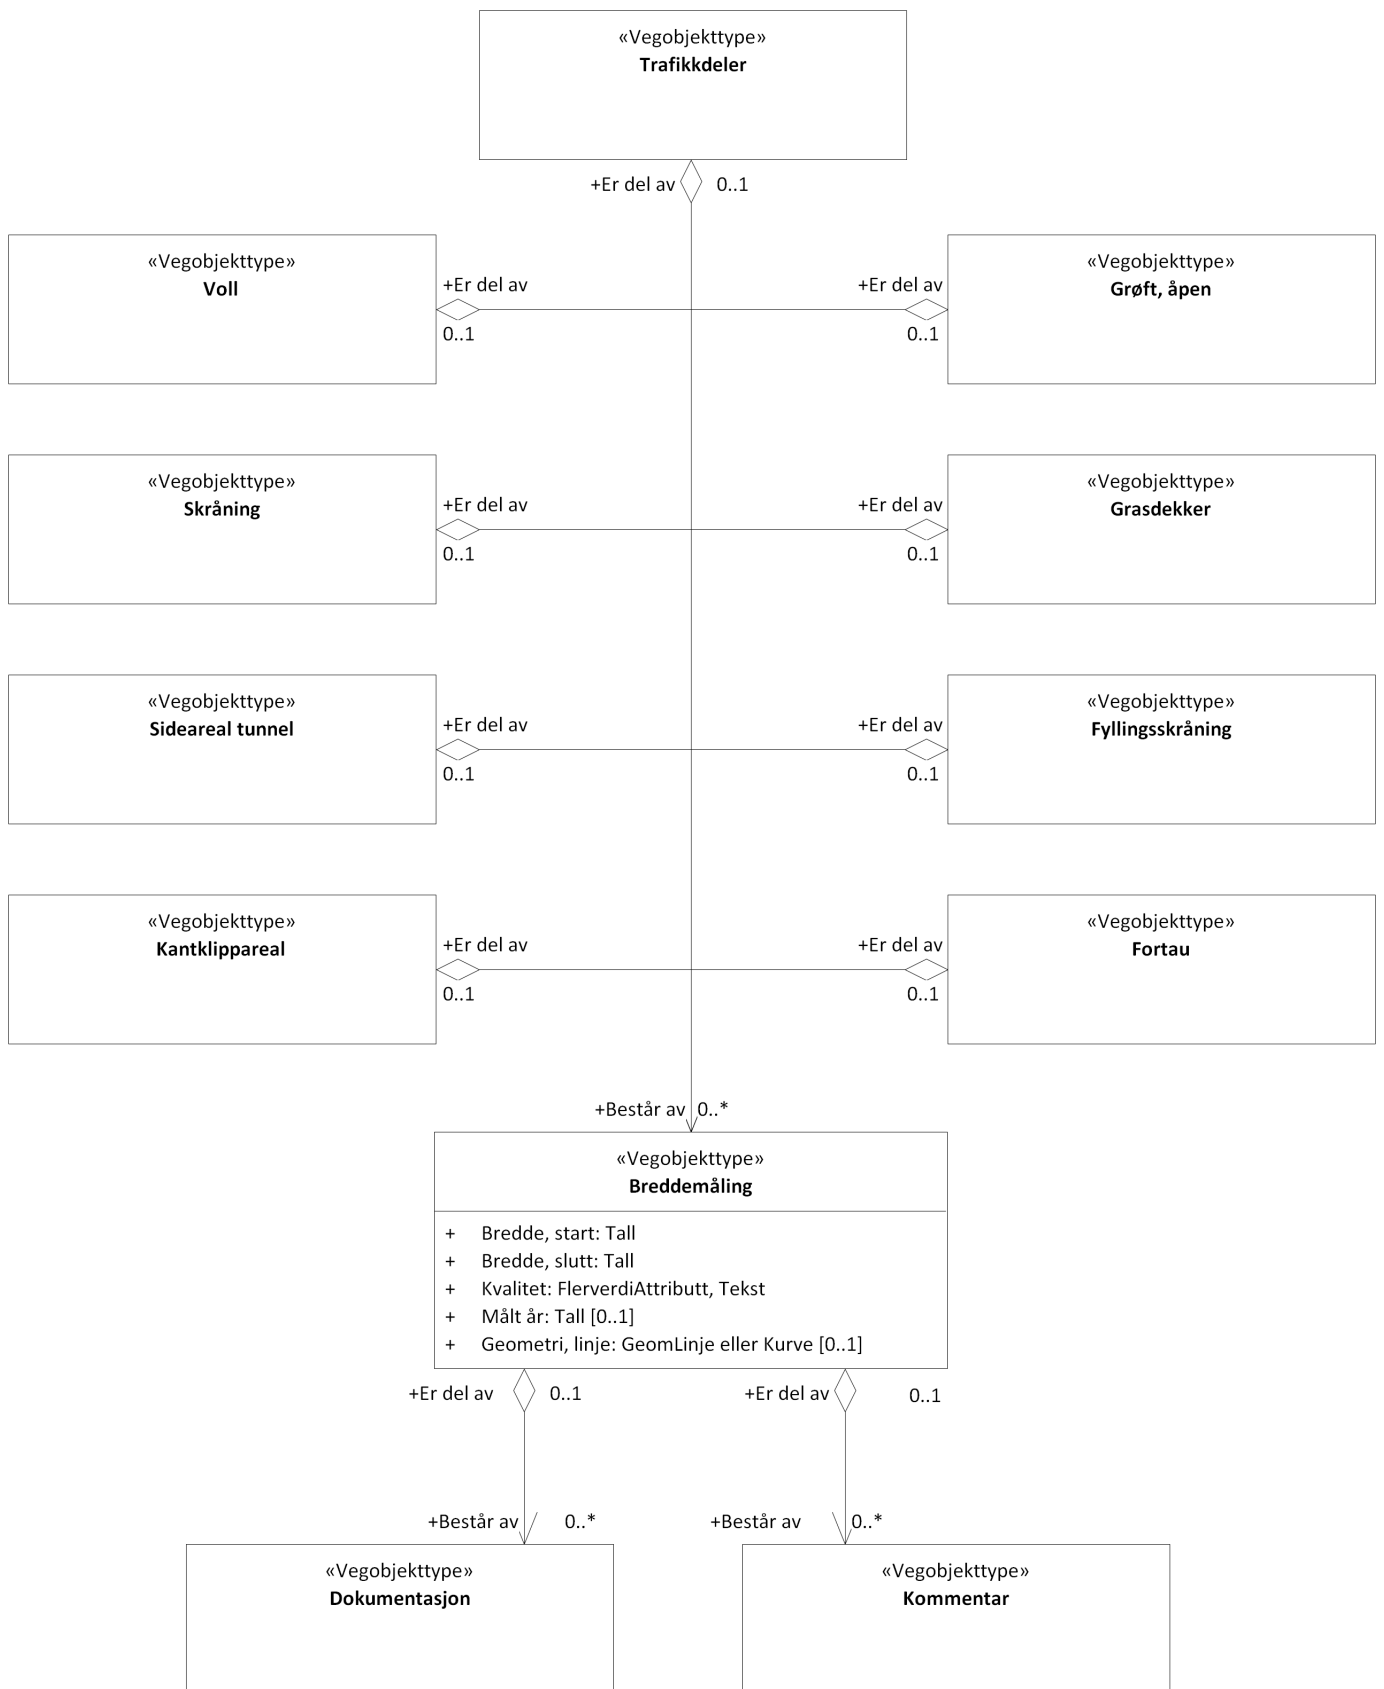 «Vegobjekttype»
Trafikkdeler
+Er del av 0..1
«Vegobjekttype»
Voll
+Er del av
0..1
«Vegobjekttype»
Grøft, åpen
+Er del av
0..1
«Vegobjekttype»
Skråning
+Er del av
0..1
«Vegobjekttype»
Grasdekker
+Er del av
0..1
«Vegobjekttype»
Sideareal tunnel
+Er del av
0..1
«Vegobjekttype»
Fyllingsskråning
+Er del av
0..1
«Vegobjekttype»
Kantklippareal
+Er del av
0..1
«Vegobjekttype»
Fortau
+Er del av
0..1
+Består av 0..*
«Vegobjekttype»
Breddemåling
+ Bredde, start: Tall
+ Bredde, slutt: Tall
+ Kvalitet: FlerverdiAttributt, Tekst
+ Målt år: Tall [0..1]
+ Geometri, linje: GeomLinje eller Kurve [0..1]
+Er del av 0..1
+Er del av 0..1
+Består av 0..*
+Består av 0..*
«Vegobjekttype»
Dokumentasjon
«Vegobjekttype»
Kommentar